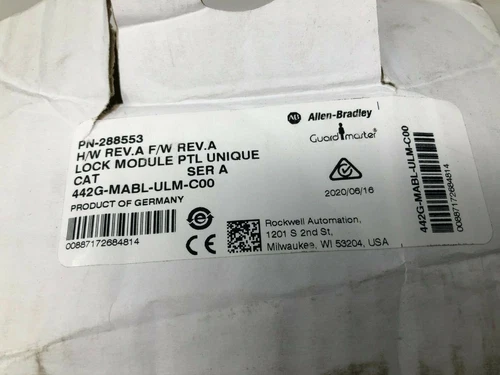 PN-288553
H/W REV.A F/W REV.A
LOCK MODULE PTL UNIQUE
CAT SER A
442G-MABL-ULM-C00
PRODUCT OF GERMANY
00887172684814
AB Allen-Bradley
Guardmaster
2020/06/16
CE
Rockwell Automation,
1201 S 2nd St,
Milwaukee, WI 53204, USA
442G-MABL-ULM-C00
00887172684814